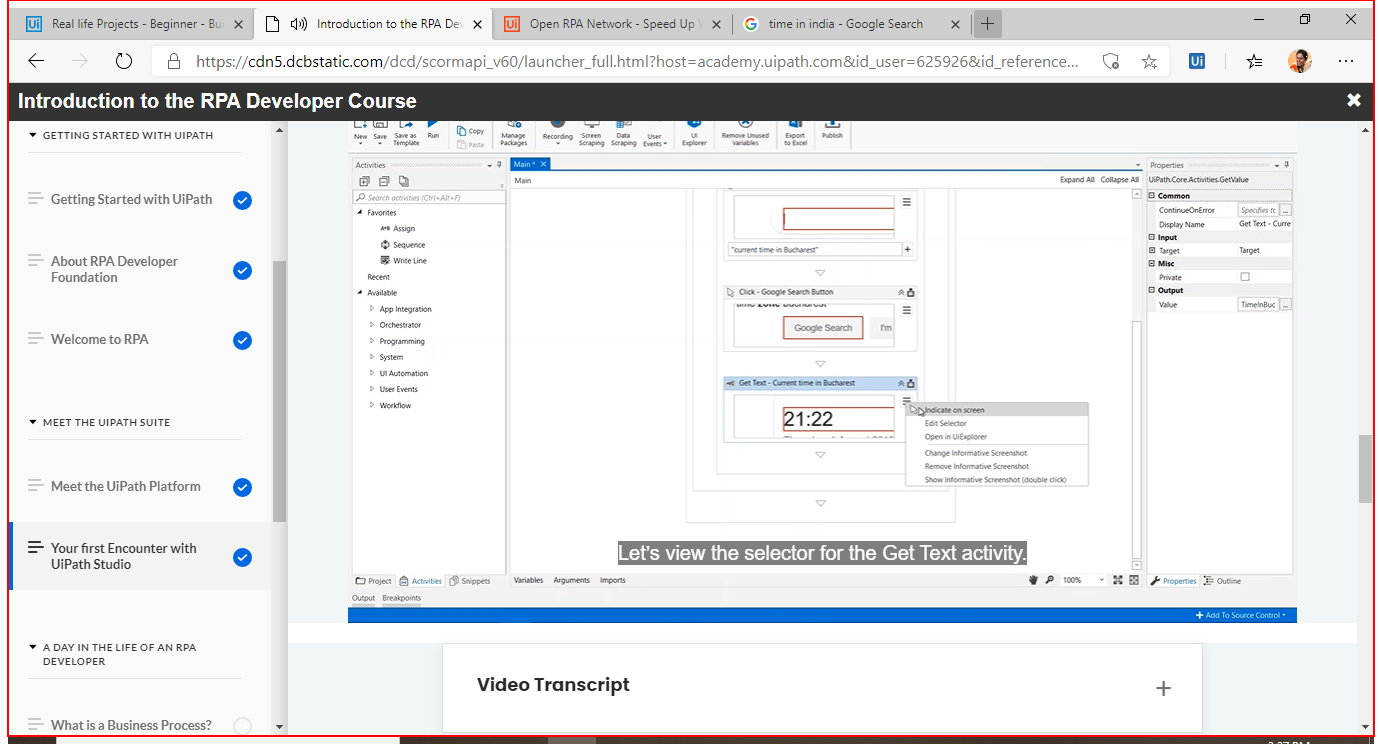 Real life Projects - Beginner - Bu
Introduction to the RPA De
Open RPA Network - Speed Up
time in india - Google Search
https://cdn5.dcbstatic.com/dcd/scormapi_v60/launcher_full.html?host=academy.uipath.com&id_user=625926&id_reference...
Introduction to the RPA Developer Course
GETTING STARTED WITH UIPATH
Getting Started with UiPath
About RPA Developer
Foundation
Welcome to RPA
MEET THE UIPATH SUITE
Meet the UiPath Platform
Your first Encounter with
UiPath Studio
A DAY IN THE LIFE OF AN RPA
DEVELOPER
What is a Business Process?
New
Save
Save as
Template
Run
Copy
Paste
Manage
Packages
Recording
Screen
Scraping
Data
Scraping
User
Events
UI
Explorer
Remove Unused
Variables
Export
to Excel
Publish
Activities
Search activities (Ctrl+Alt+F)
Favorites
Assign
Sequence
Write Line
Recent
Available
App Integration
Orchestrator
Programming
System
UI Automation
User Events
Workflow
Project
Activities
Snippets
Output
Breakpoints
Main *
Main
Expand All
Collapse All
"current time in Bucharest"
Click - Google Search Button
time zone Bucharest
Google Search
I'm
Get Text - Current time in Bucharest
21:22
Indicate on screen
Edit Selector
Open in UiExplorer
Change Informative Screenshot
Remove Informative Screenshot
Show Informative Screenshot (double click)
Let's view the selector for the Get Text activity.
Variables
Arguments
Imports
100%
Properties
UiPath.Core.Activities.GetValue
Common
ContinueOnError
Specifies tc
Display Name
Get Text - Curre
Input
Target
Target
Misc
Private
Output
Value
TimeInBuc
Properties
Outline
Add To Source Control
Video Transcript